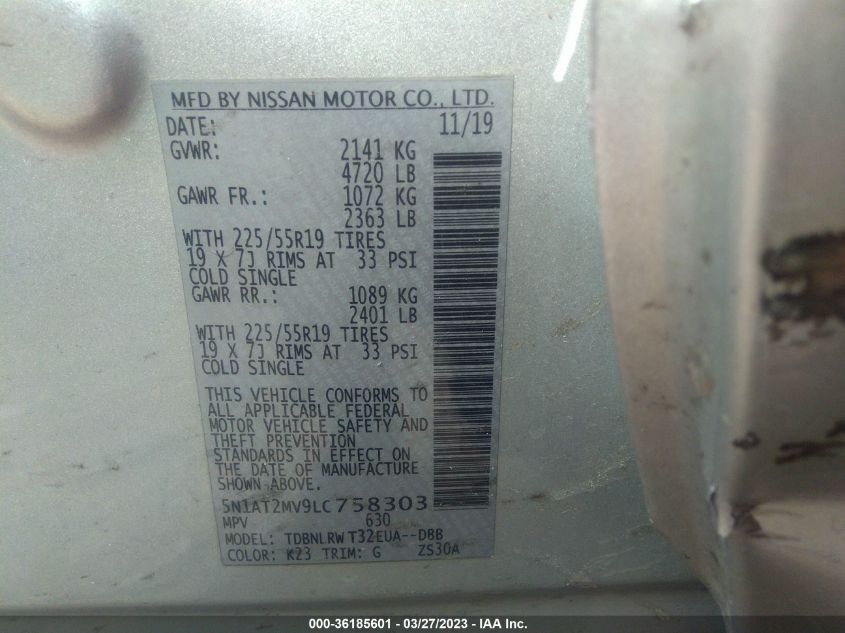 MFD BY NISSAN MOTOR CO., LTD.
DATE: 11/19
GVWR: 2141 KG
4720 LB
GAWR FR.: 1072 KG
2363 LB
WITH 225/55R19 TIRES
19 X 7J RIMS AT 33 PSI
COLD SINGLE
GAWR RR.: 1089 KG
2401 LB
WITH 225/55R19 TIRES
19 X 7J RIMS AT 33 PSI
COLD SINGLE
THIS VEHICLE CONFORMS TO
ALL APPLICABLE FEDERAL
MOTOR VEHICLE SAFETY AND
THEFT PREVENTION
STANDARDS IN EFFECT ON
THE DATE OF MANUFACTURE
SHOWN ABOVE.
5N1AT2MV9LC758303
MPV 630
MODEL: TDBNLRW T32EUA--DBB
COLOR: K23 TRIM: G ZS30A
000-36185601 — 03/27/2023 — IAA Inc.